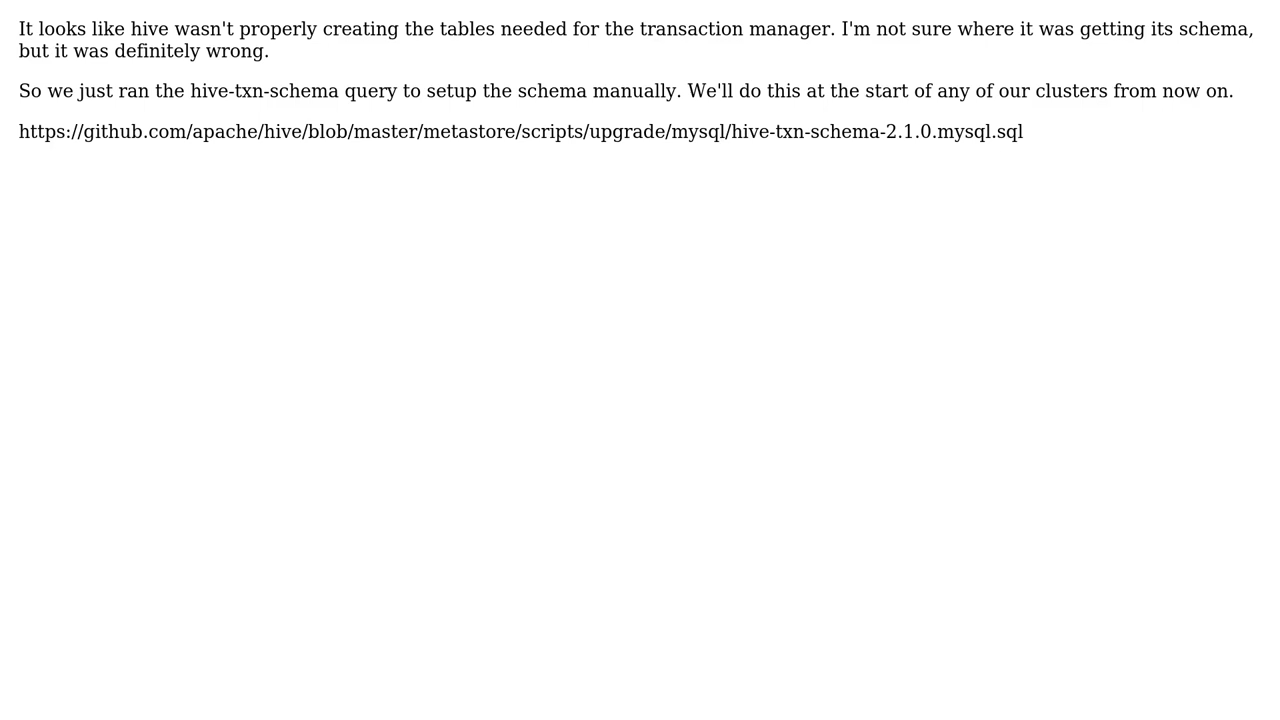 It looks like hive wasn't properly creating the tables needed for the transaction manager. I'm not sure where it was getting its schema,
but it was definitely wrong.
So we just ran the hive-txn-schema query to setup the schema manually. We'll do this at the start of any of our clusters from now on.
https://github.com/apache/hive/blob/master/metastore/scripts/upgrade/mysql/hive-txn-schema-2.1.0.mysql.sql